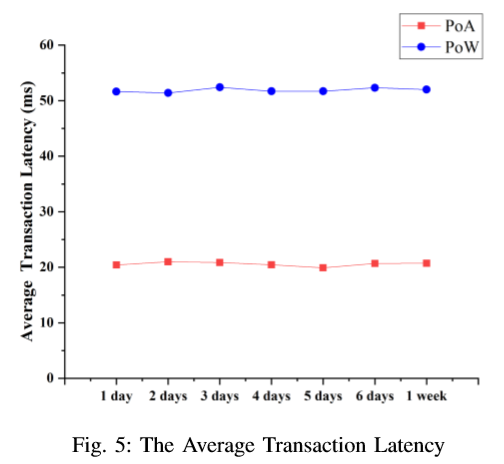 PoA
PoW
Average Transaction Latency (ms)
60
50
40
30
20
10
0
1 day 2 days 3 days 4 days 5 days 6 days 1 week
Fig. 5: The Average Transaction Latency